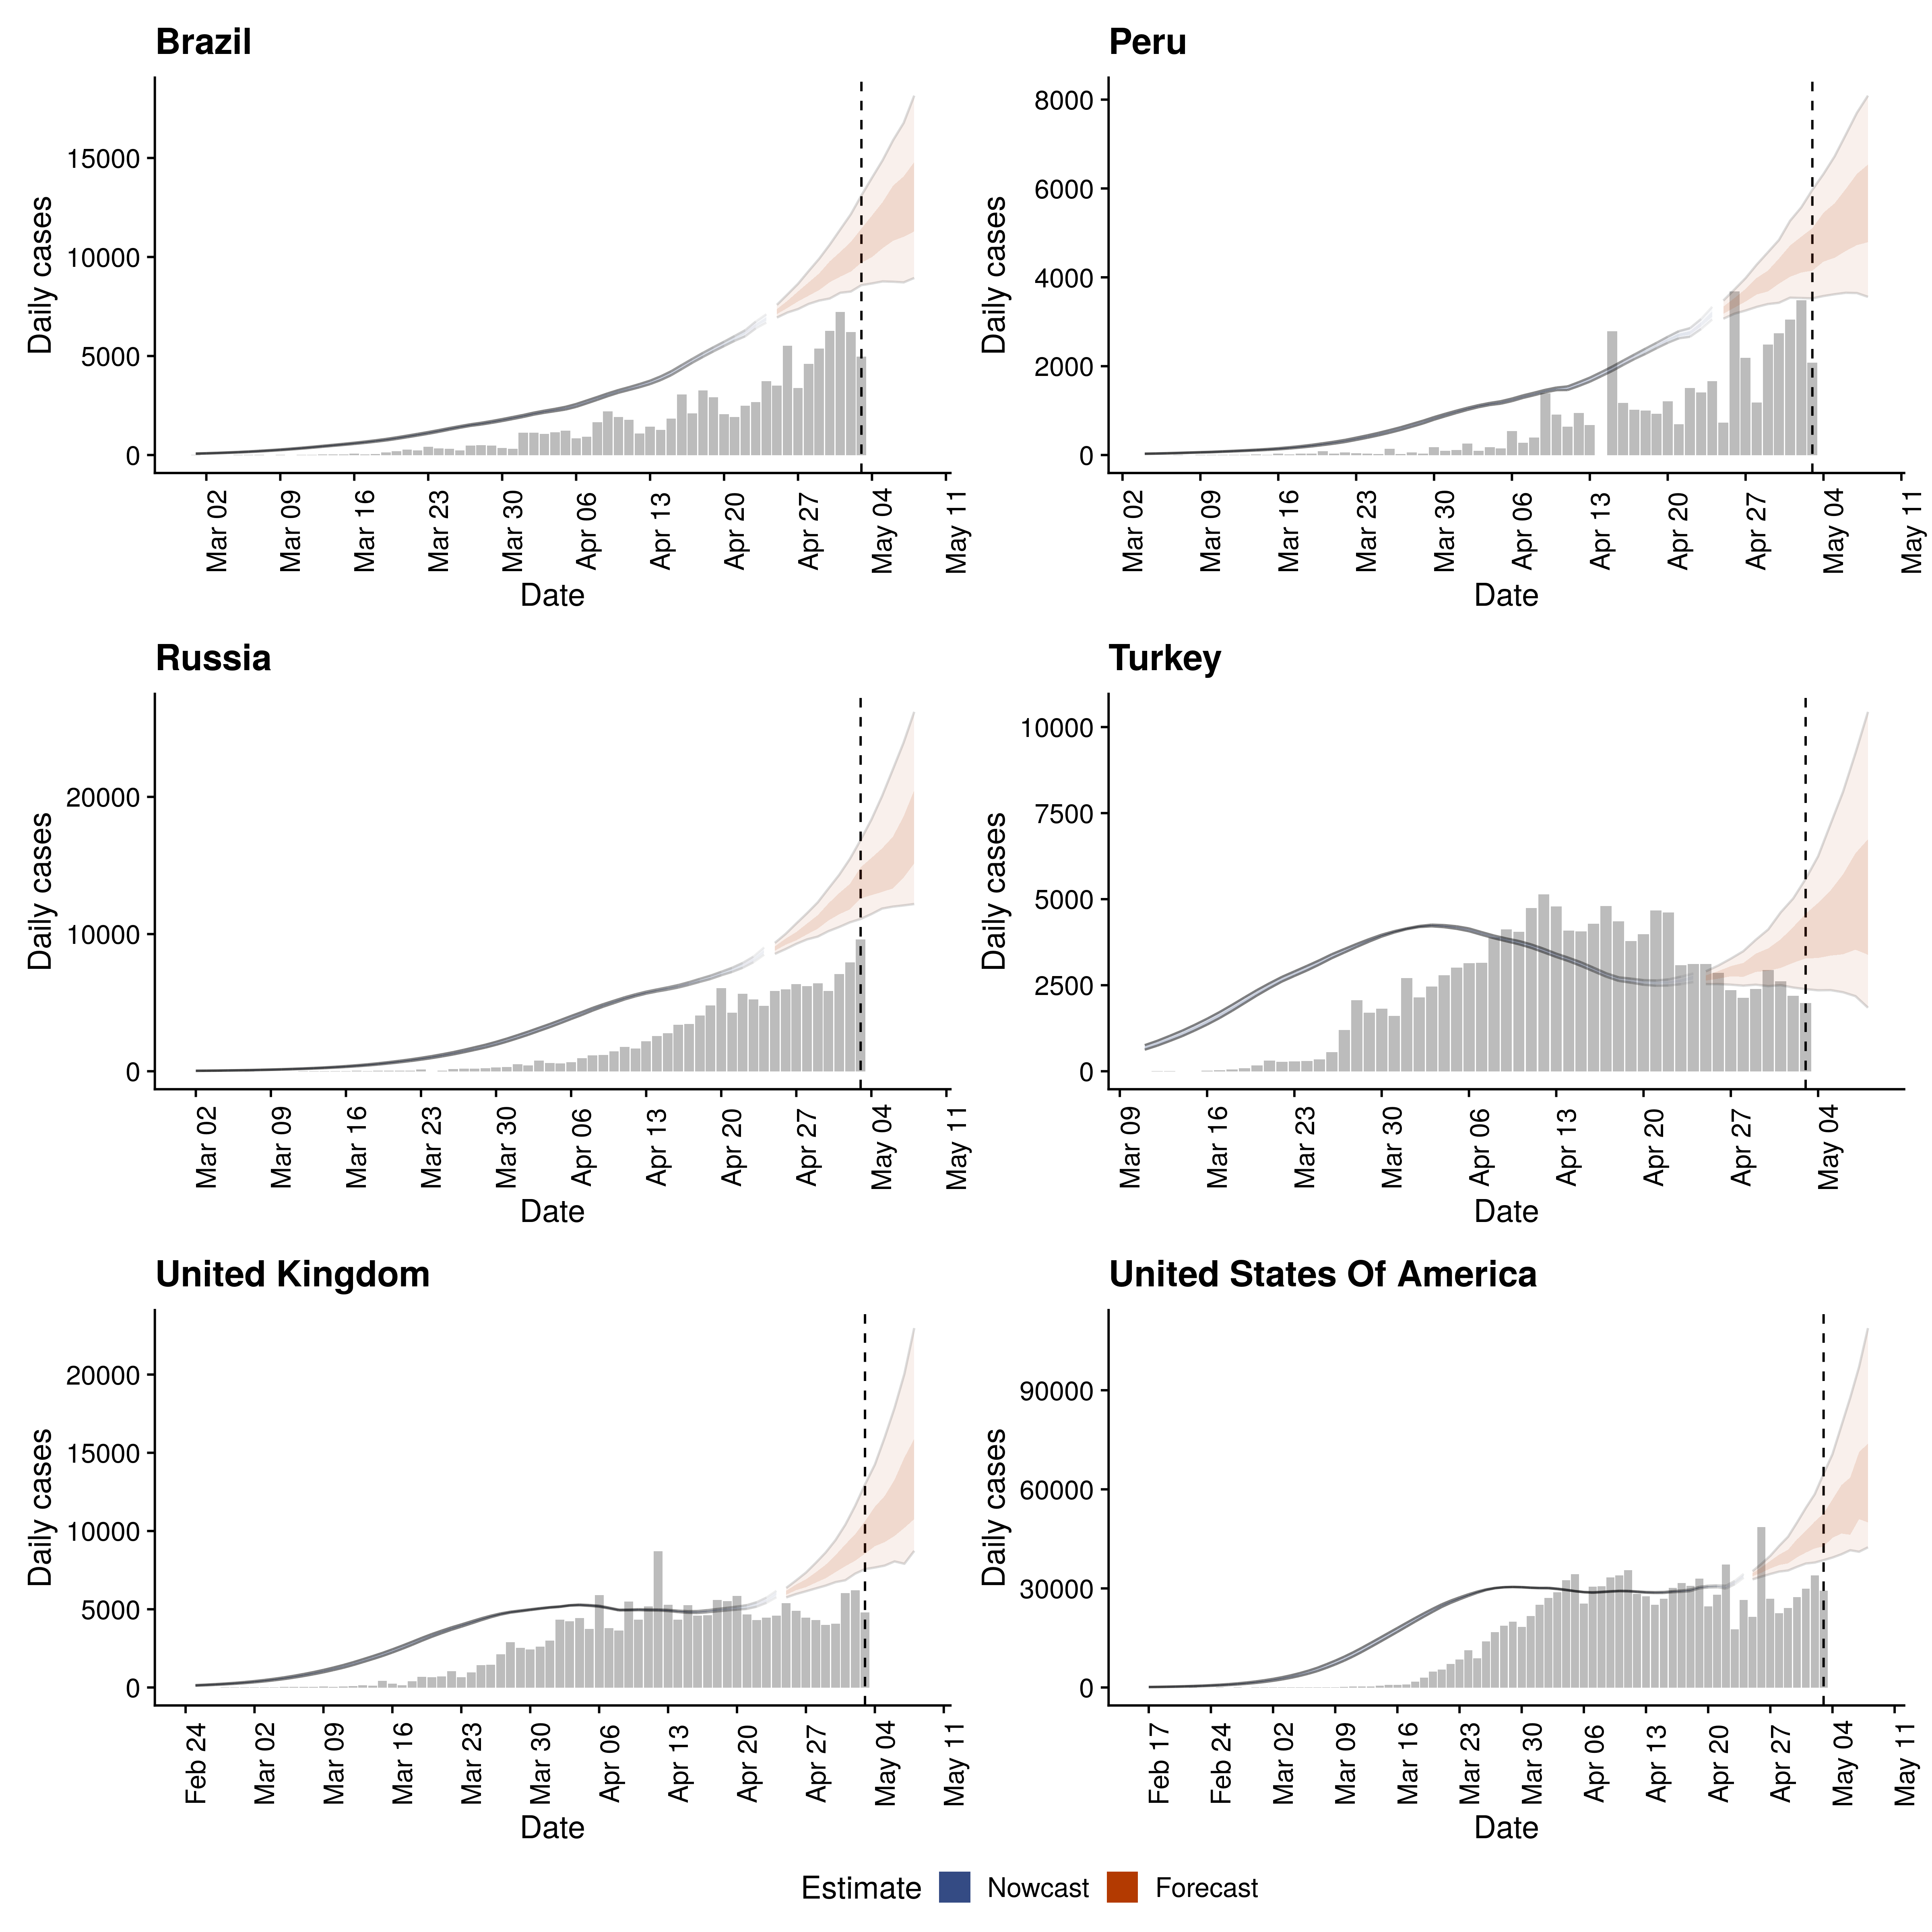 Brazil
Daily cases
15000
10000
5000
0
Mar 02
Mar 09
Mar 16
Mar 23
Mar 30
Apr 06
Apr 13
Apr 20
Apr 27
May 04
May 11
Date
Peru
Daily cases
8000
6000
4000
2000
0
Mar 02
Mar 09
Mar 16
Mar 23
Mar 30
Apr 06
Apr 13
Apr 20
Apr 27
May 04
May 11
Date
Russia
Daily cases
20000
10000
0
Mar 02
Mar 09
Mar 16
Mar 23
Mar 30
Apr 06
Apr 13
Apr 20
Apr 27
May 04
May 11
Date
Turkey
Daily cases
10000
7500
5000
2500
0
Mar 09
Mar 16
Mar 23
Mar 30
Apr 06
Apr 13
Apr 20
Apr 27
May 04
Date
United Kingdom
Daily cases
20000
15000
10000
5000
0
Feb 24
Mar 02
Mar 09
Mar 16
Mar 23
Mar 30
Apr 06
Apr 13
Apr 20
Apr 27
May 04
May 11
Date
United States Of America
Daily cases
90000
60000
30000
0
Feb 17
Feb 24
Mar 02
Mar 09
Mar 16
Mar 23
Mar 30
Apr 06
Apr 13
Apr 20
Apr 27
May 04
May 11
Date
Estimate Nowcast Forecast